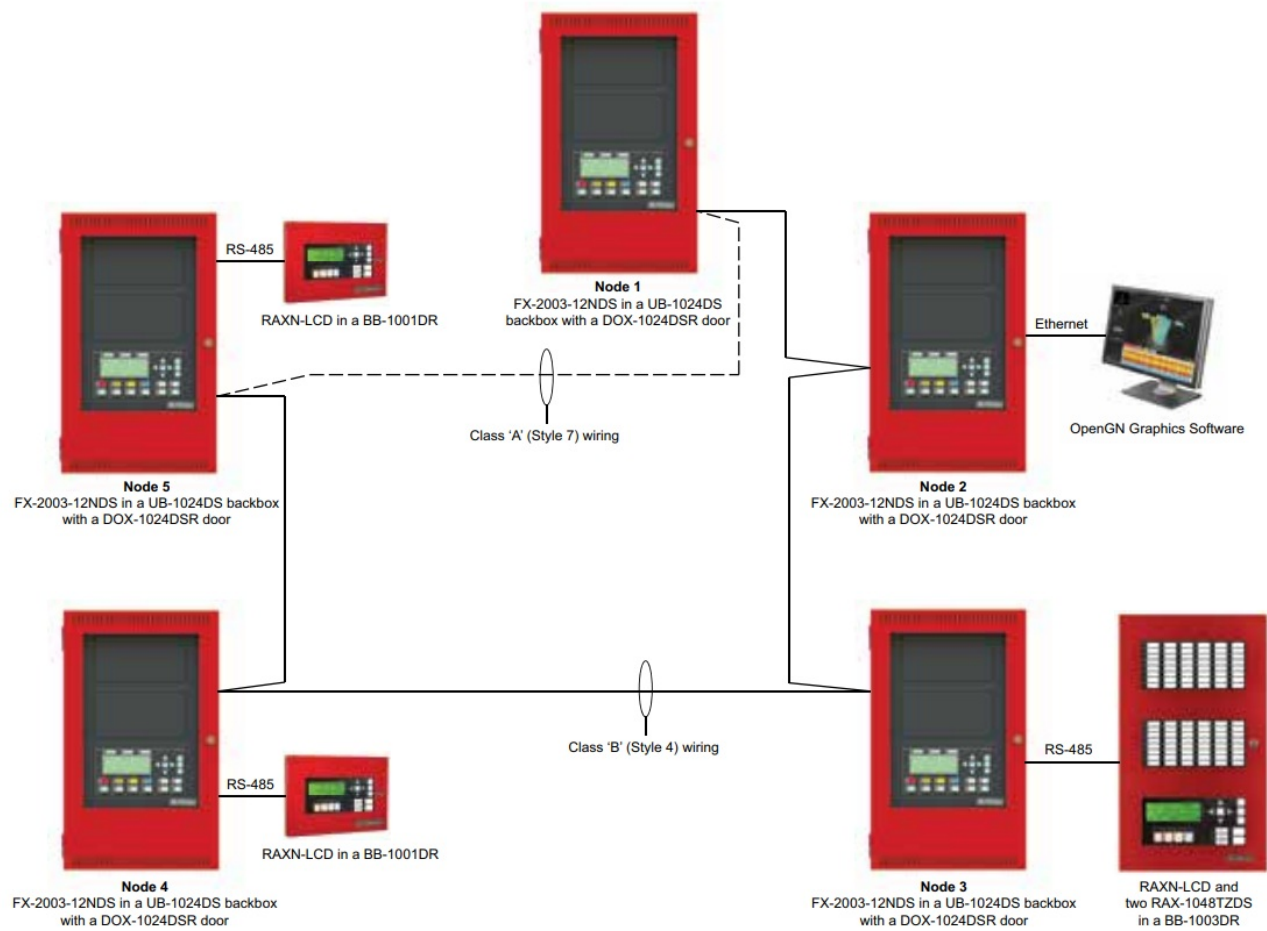 Node 1
FX-2003-12NDS in a UB-1024DS
backbox with a DOX-1024DSR door
RS-485
RAXN-LCD in a BB-1001DR
Ethernet
OpenGN Graphics Software
Class ‘A’ (Style 7) wiring
Node 5
FX-2003-12NDS in a UB-1024DS backbox
with a DOX-1024DSR door
Node 2
FX-2003-12NDS in a UB-1024DS backbox
with a DOX-1024DSR door
Class ‘B’ (Style 4) wiring
RS-485
RAXN-LCD in a BB-1001DR
RS-485
Node 4
FX-2003-12NDS in a UB-1024DS backbox
with a DOX-1024DSR door
Node 3
FX-2003-12NDS in a UB-1024DS backbox
with a DOX-1024DSR door
RAXN-LCD and
two RAX-1048TZDS
in a BB-1003DR